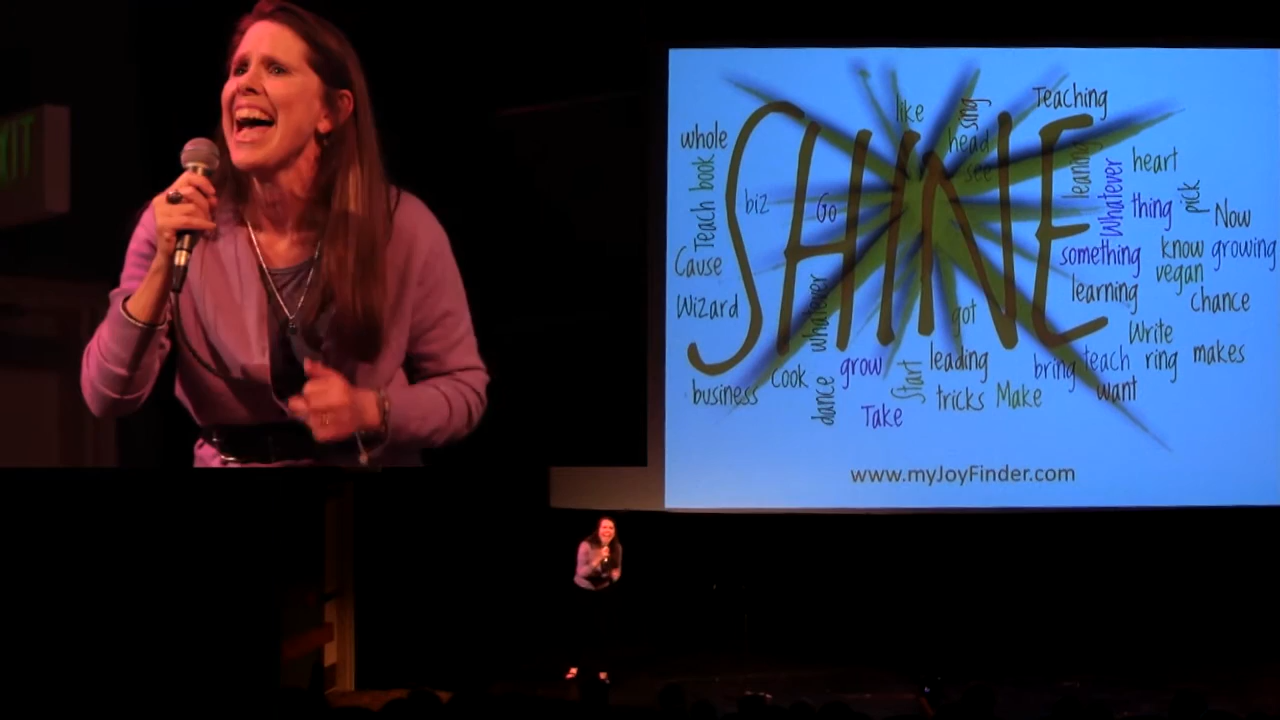 XIT
SHINE
like
sing
Teaching
whole
head
see
leaning
heart
Teach book
biz
Go
Whatever
thing
pick
Now
Cause
something
know growing
vegan
Wizard
whatever
got
learning
chance
Write
grow
Start
leading
bring teach ring makes
business
cook
dance
Take
tricks Make
want
www.myJoyFinder.com